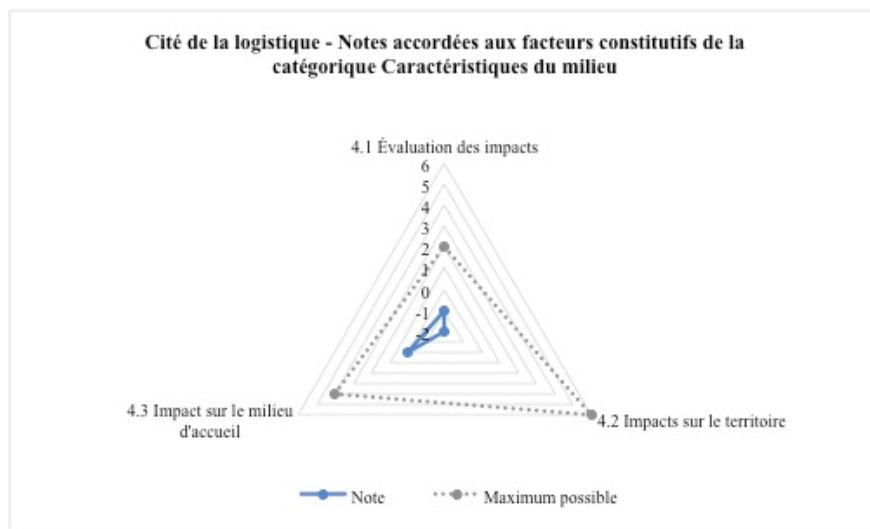 Cité de la logistique - Notes accordées aux facteurs constitutifs de la
catégorique Caractéristiques du milieu
4.1 Évaluation des impacts
6
5
4
3
2
1
0
-1
-2
4.3 Impact sur le milieu
d'accueil
4.2 Impacts sur le territoire
Note
Maximum possible